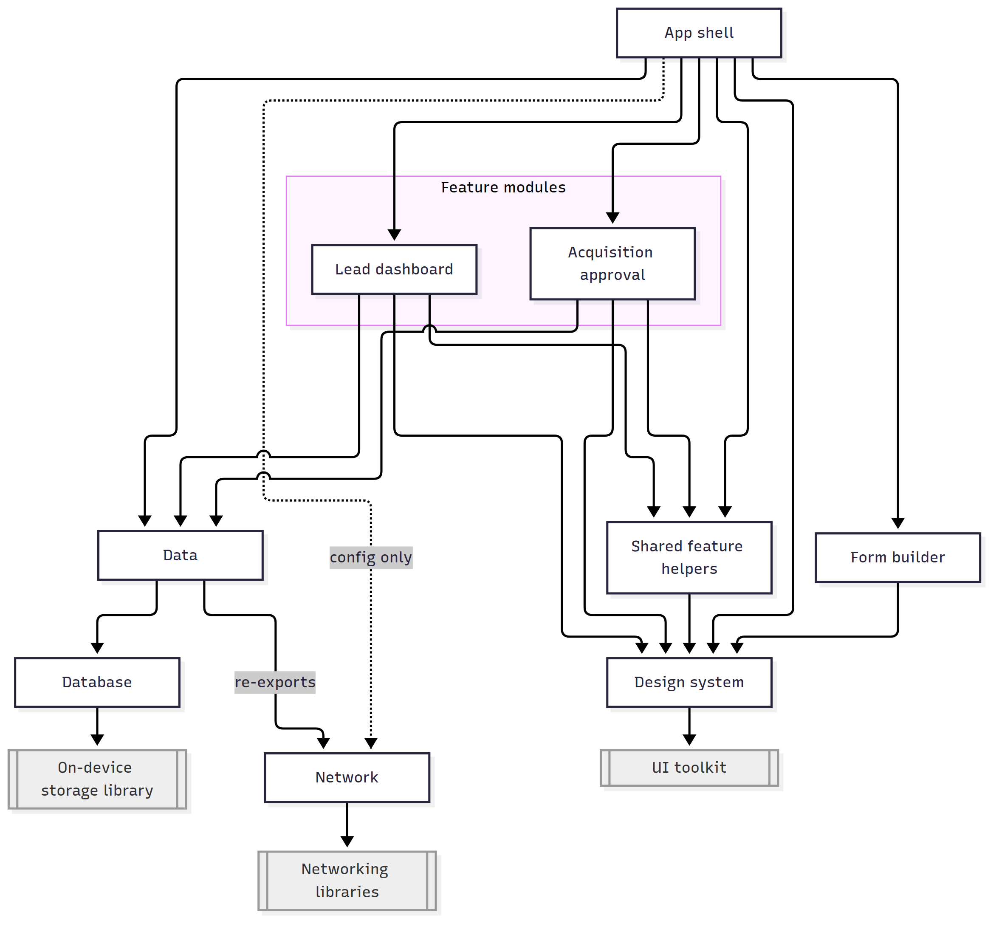 App shell
Feature modules
Lead dashboard
Acquisition
approval
Data
config only
Shared feature
helpers
Form builder
Database
re-exports
Design system
On-device
storage library
Network
UI toolkit
Networking
libraries